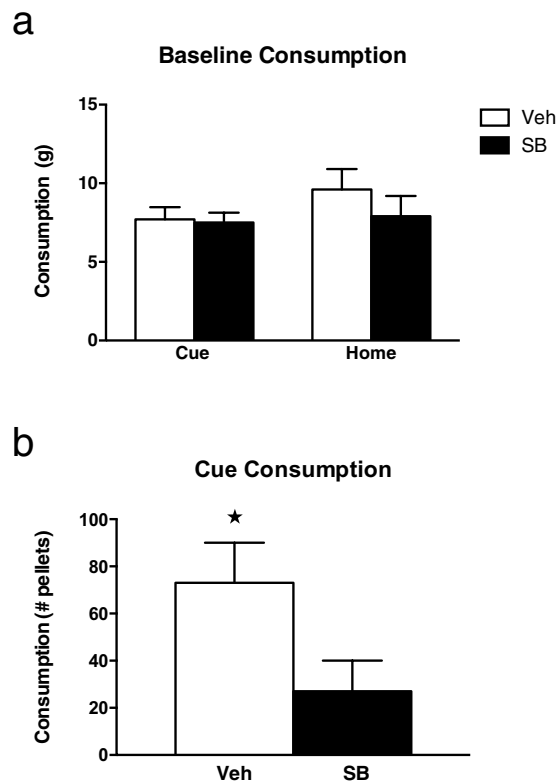 a
Baseline Consumption
15
10
5
0
Consumption (g)
Cue Home
Veh
SB
b
Cue Consumption
100
80
60
40
20
0
Consumption (# pellets)
Veh SB